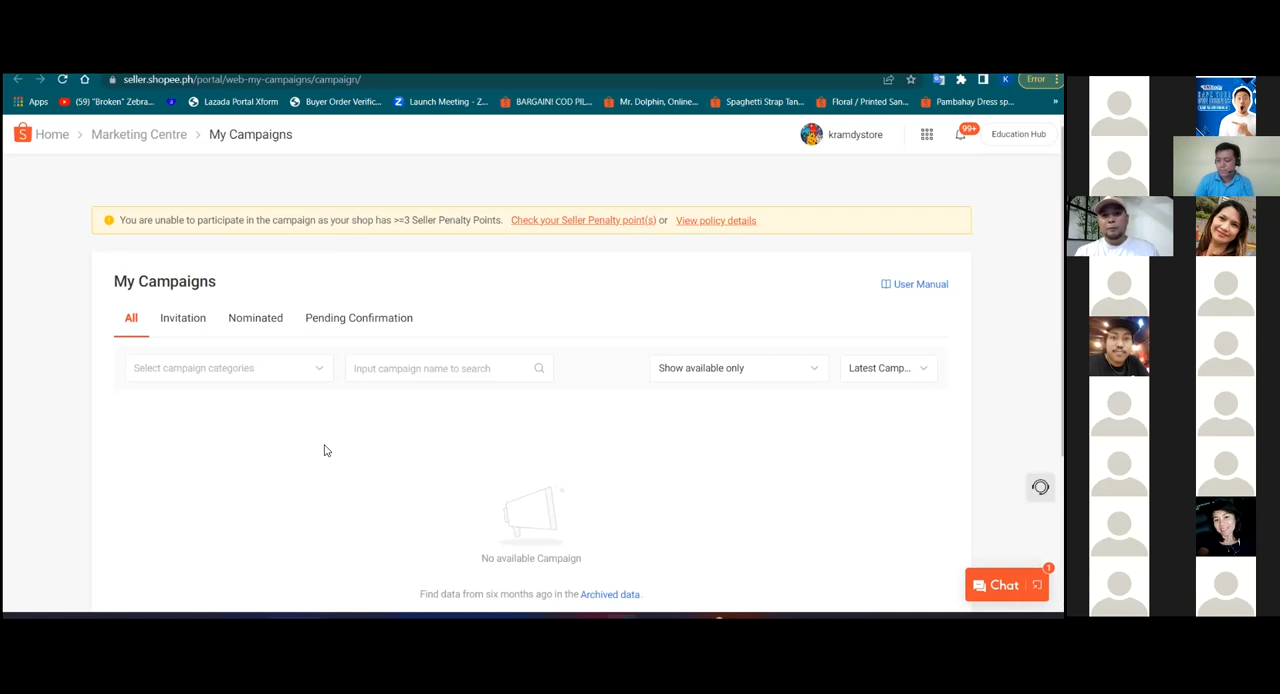 seller.shopee.ph/portal/web-my-campaigns/campaign/
Error
Apps
(59) "Broken" Zebra...
Lazada Portal Xform
Buyer Order Verific...
Launch Meeting - Z...
BARGAIN! COD PIL...
Mr. Dolphin, Online...
Spaghetti Strap Tan...
Floral / Printed San...
Pambahay Dress sp...
»
Home > Marketing Centre > My Campaigns
kramdystore
99+
Education Hub
You are unable to participate in the campaign as your shop has >=3 Seller Penalty Points. Check your Seller Penalty point(s) or View policy details
My Campaigns
User Manual
All
Invitation
Nominated
Pending Confirmation
Select campaign categories
Input campaign name to search
Show available only
Latest Camp...
No available Campaign
Find data from six months ago in the Archived data.
Chat
1